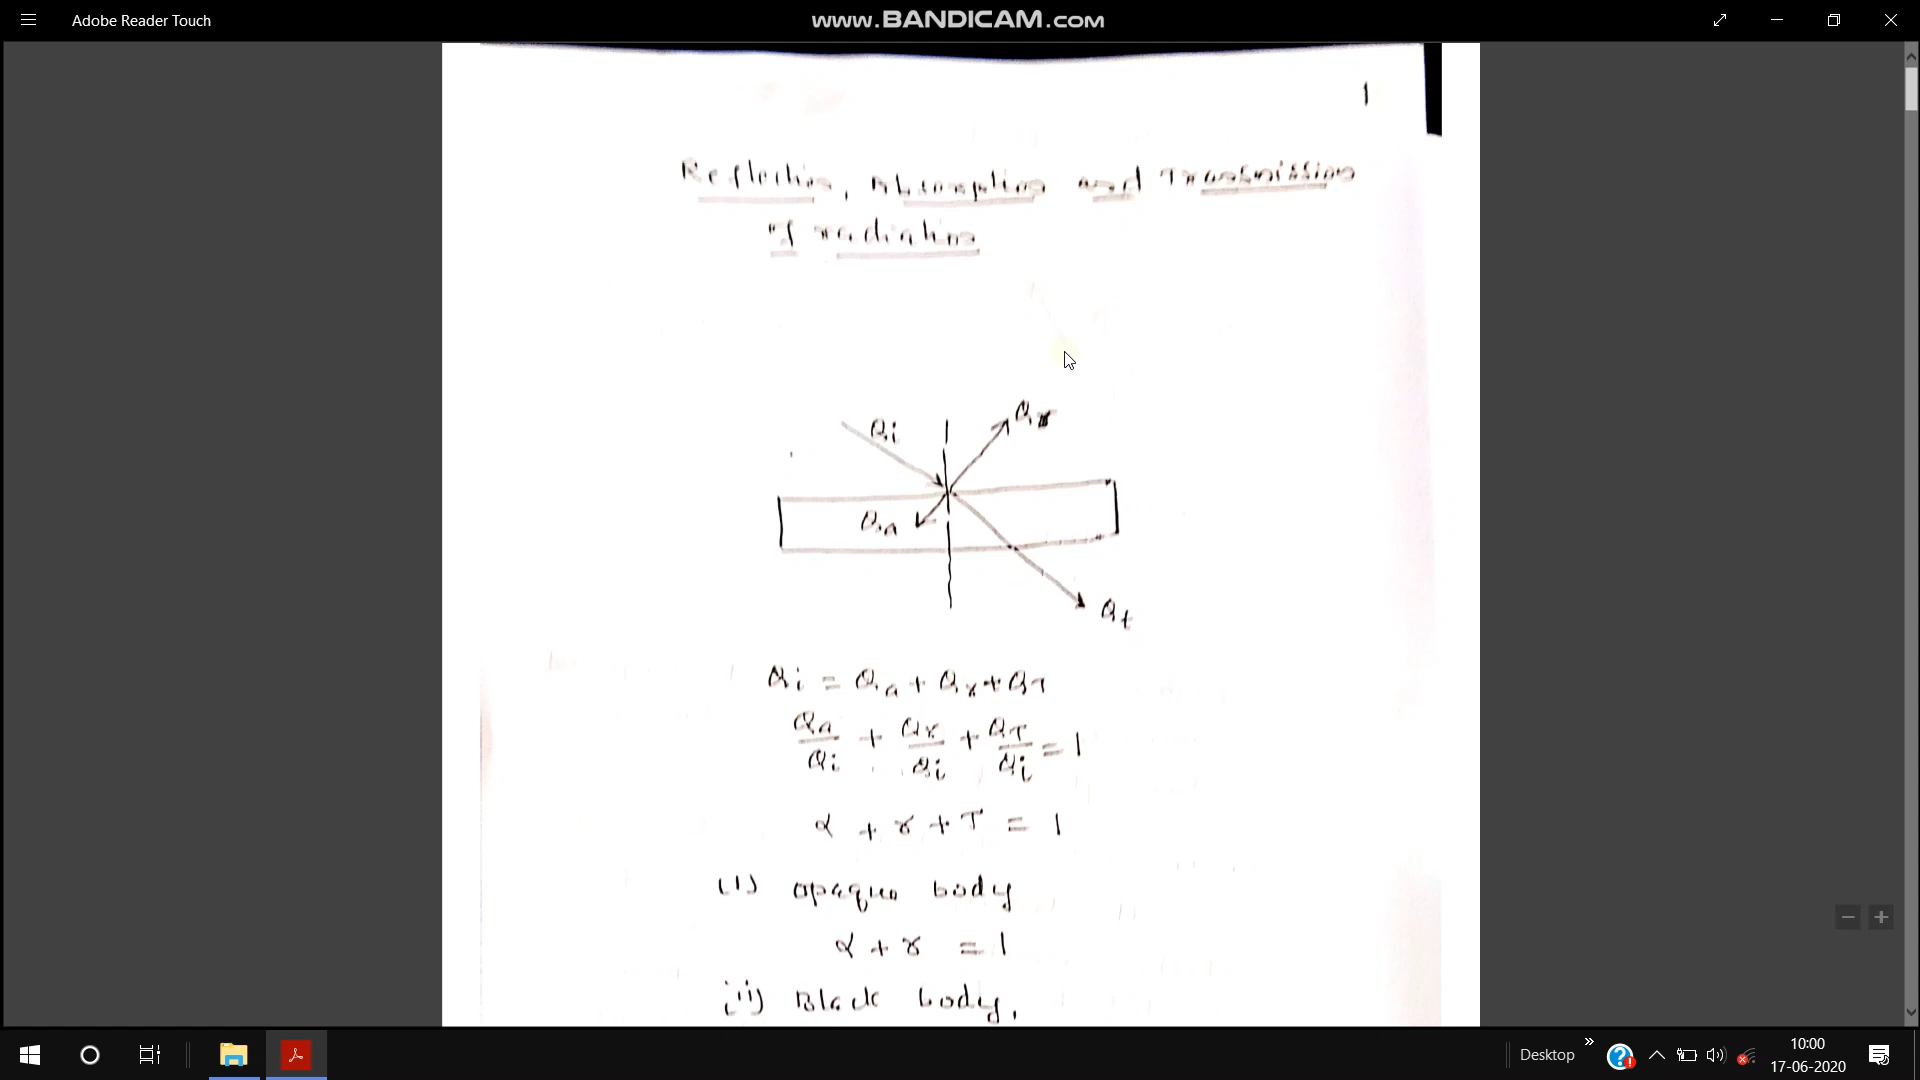 Adobe Reader Touch
www.BANDICAM.com
1
Reflection, Absorption and Transmission
of radiation
Qi
Qr
Qa
Qt
Qi = Qa + Qr + QT
Qa/Qi + Qr/Qi + QT/Qi = 1
α + r + T = 1
(i) opaque body
α + r = 1
(ii) Black body,
Desktop
10:00
17-06-2020